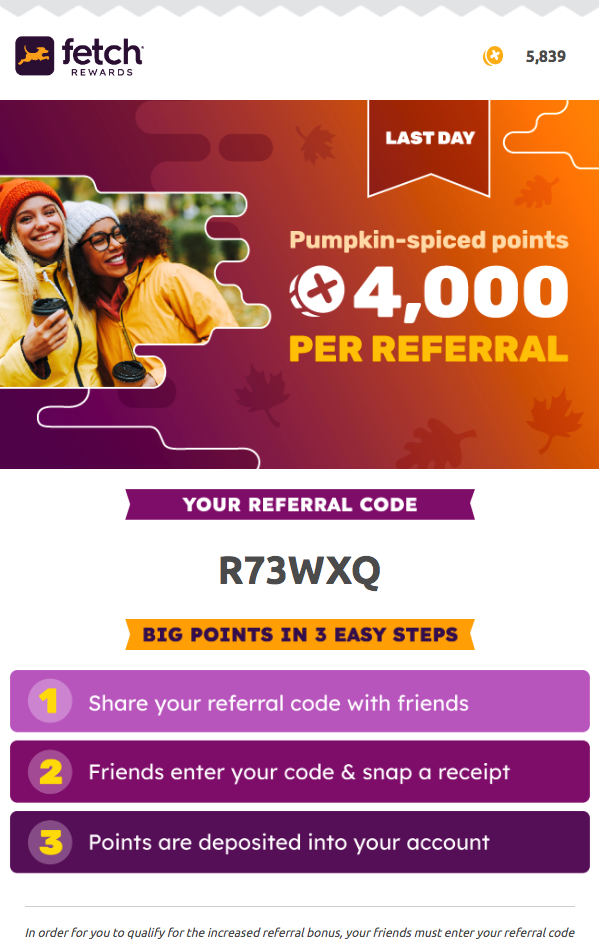 fetch
REWARDS
5,839
LAST DAY
Pumpkin-spiced points
4,000
PER REFERRAL
YOUR REFERRAL CODE
R73WXQ
BIG POINTS IN 3 EASY STEPS
1 Share your referral code with friends
2 Friends enter your code & snap a receipt
3 Points are deposited into your account
In order for you to qualify for the increased referral bonus, your friends must enter your referral code